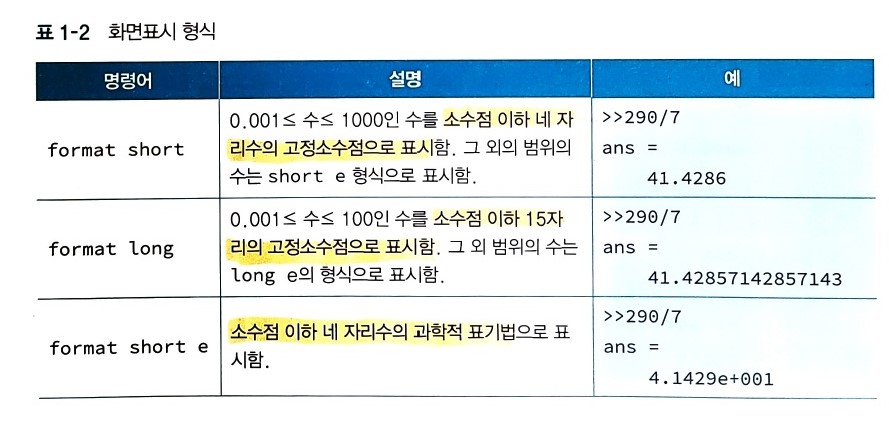 표 1-2 화면표시 형식
명령어 설명 예
format short
0.001≤ 수≤ 1000인 수를 소수점 이하 네 자
리수의 고정소수점으로 표시함. 그 외의 범위의
수는 short e 형식으로 표시함.
>>290/7
ans =
41.4286
format long
0.001≤ 수≤ 100인 수를 소수점 이하 15자
리의 고정소수점으로 표시함. 그 외 범위의 수는
long e의 형식으로 표시함.
>>290/7
ans =
41.42857142857143
format short e
소수점 이하 네 자리수의 과학적 표기법으로 표
시함.
>>290/7
ans =
4.1429e+001